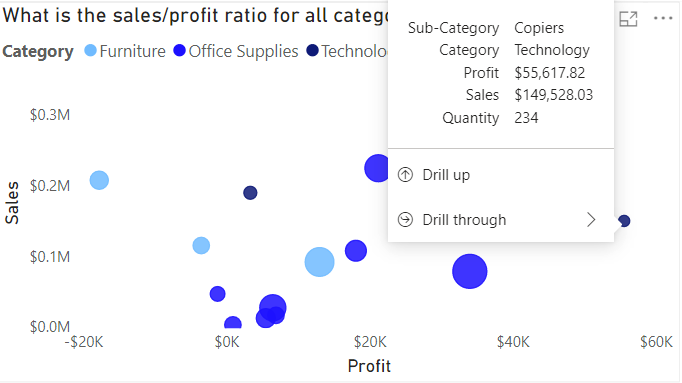 What is the sales/profit ratio for all
Category Furniture Office Supplies
Sub-Category Copiers
Category Technology
Profit $55,617.82
Sales $149,528.03
Quantity 234
Drill up
Drill through
$0.3M
$0.2M
$0.1M
$0.0M
Sales
-$20K $0K $20K $40K $60K
Profit